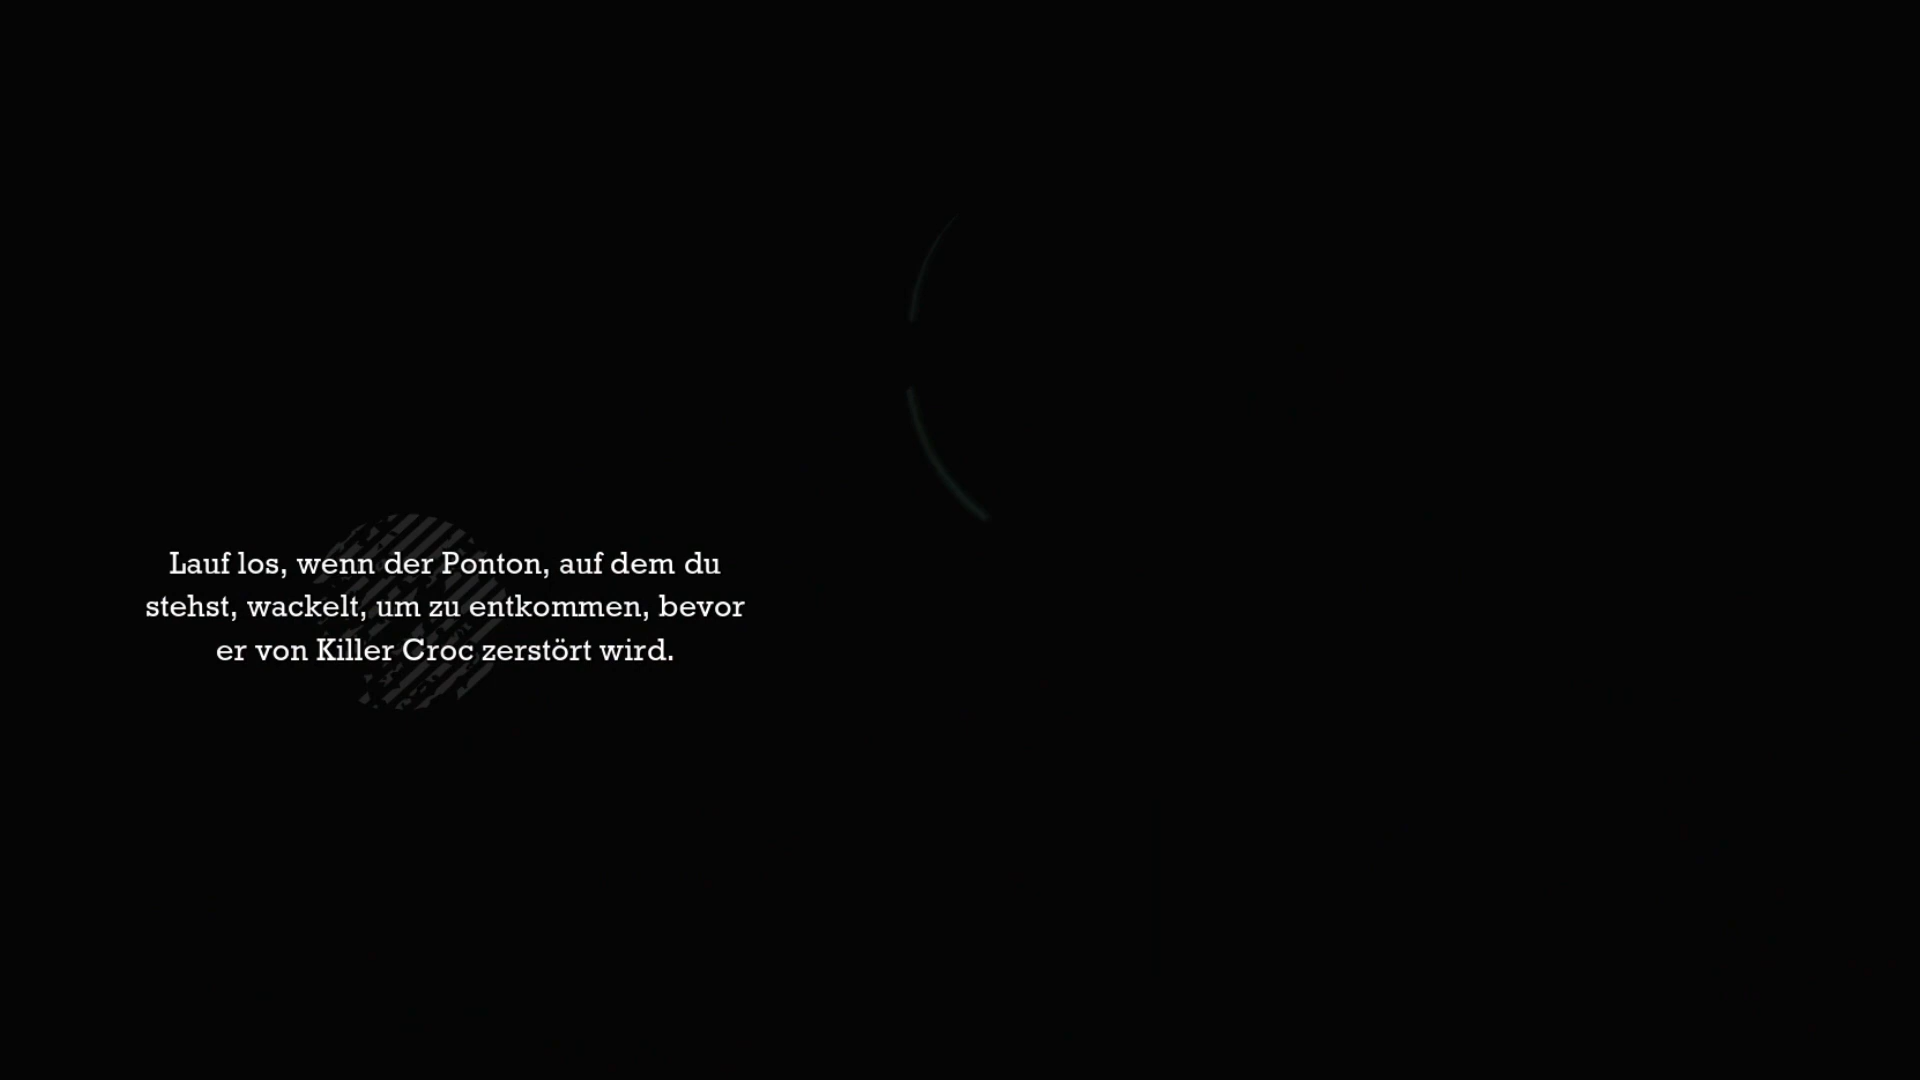 Lauf los, wenn der Ponton, auf dem du
stehst, wackelt, um zu entkommen, bevor
er von Killer Croc zerstört wird.